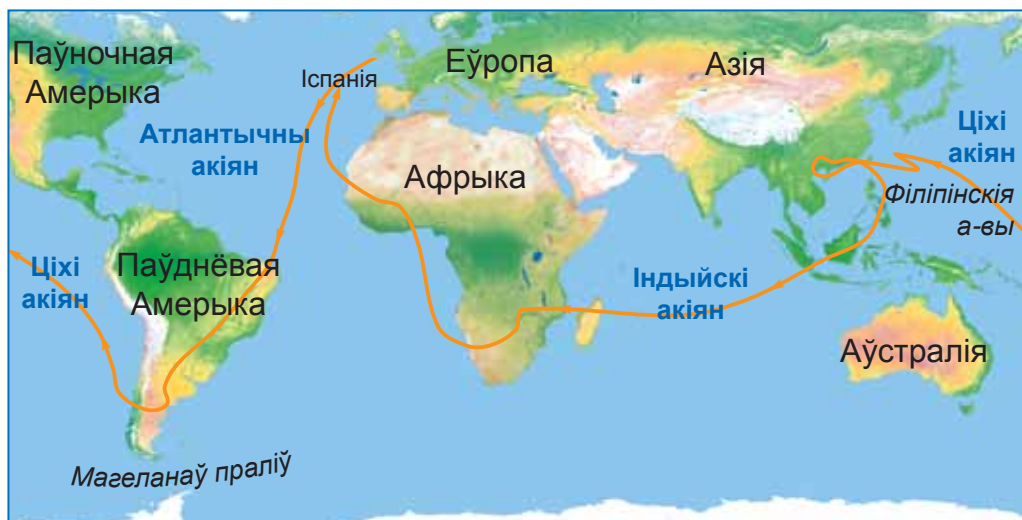 Паўночная
Амерыка
Іспанія
Еўропа
Азія
Атлантычны
акіян
Ціхі
акіян
Афрыка
Філіпінскія
а-вы
Ціхі
акіян
Паўднёвая
Амерыка
Індыйскі
акіян
Аўстралія
Магеланаў праліў